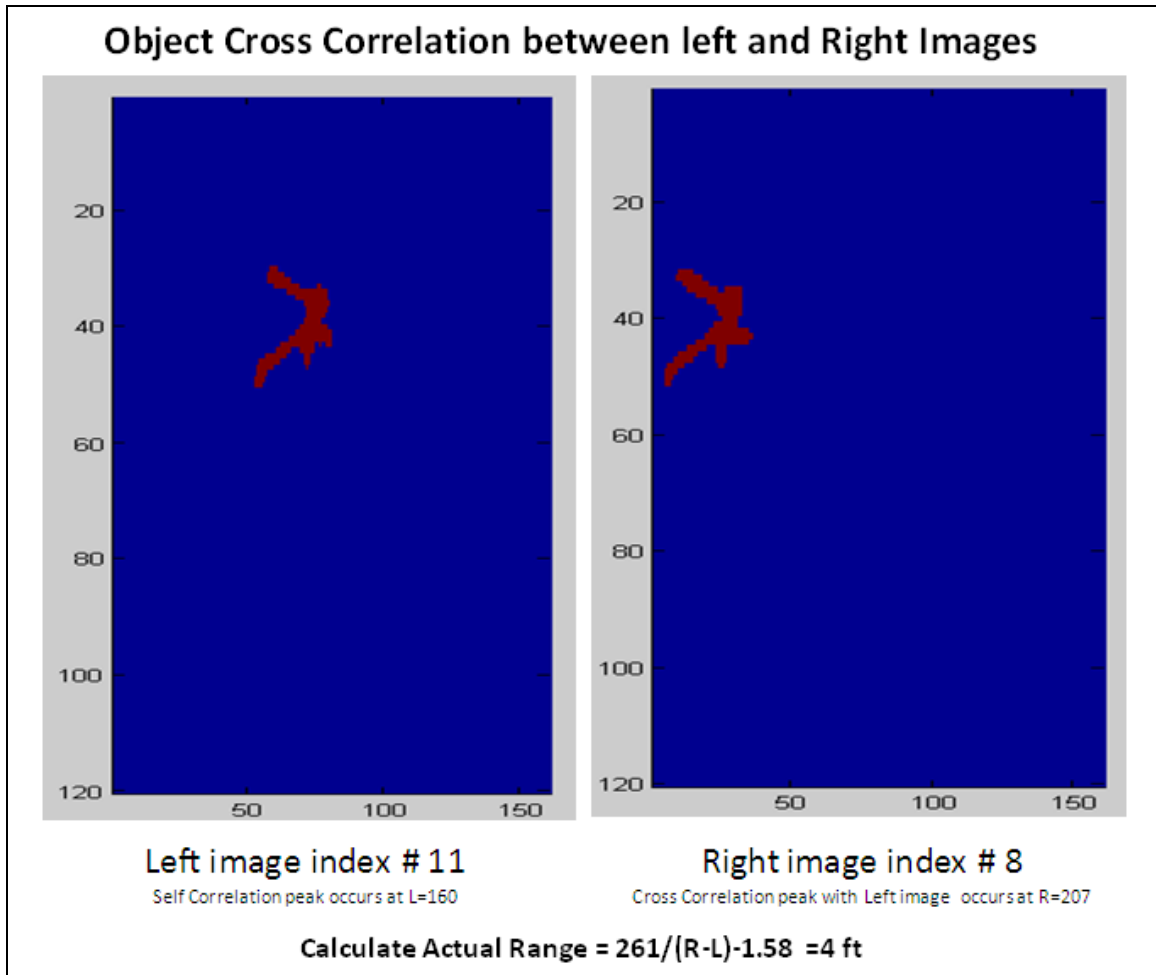 Object Cross Correlation between left and Right Images
20
40
60
80
100
120
50 100 150
20
40
60
80
100
120
50 100 150
Left image index # 11
Self Correlation peak occurs at L=160
Right image index # 8
Cross Correlation peak with Left image occurs at R=207
Calculate Actual Range = 261/(R-L)-1.58 =4 ft